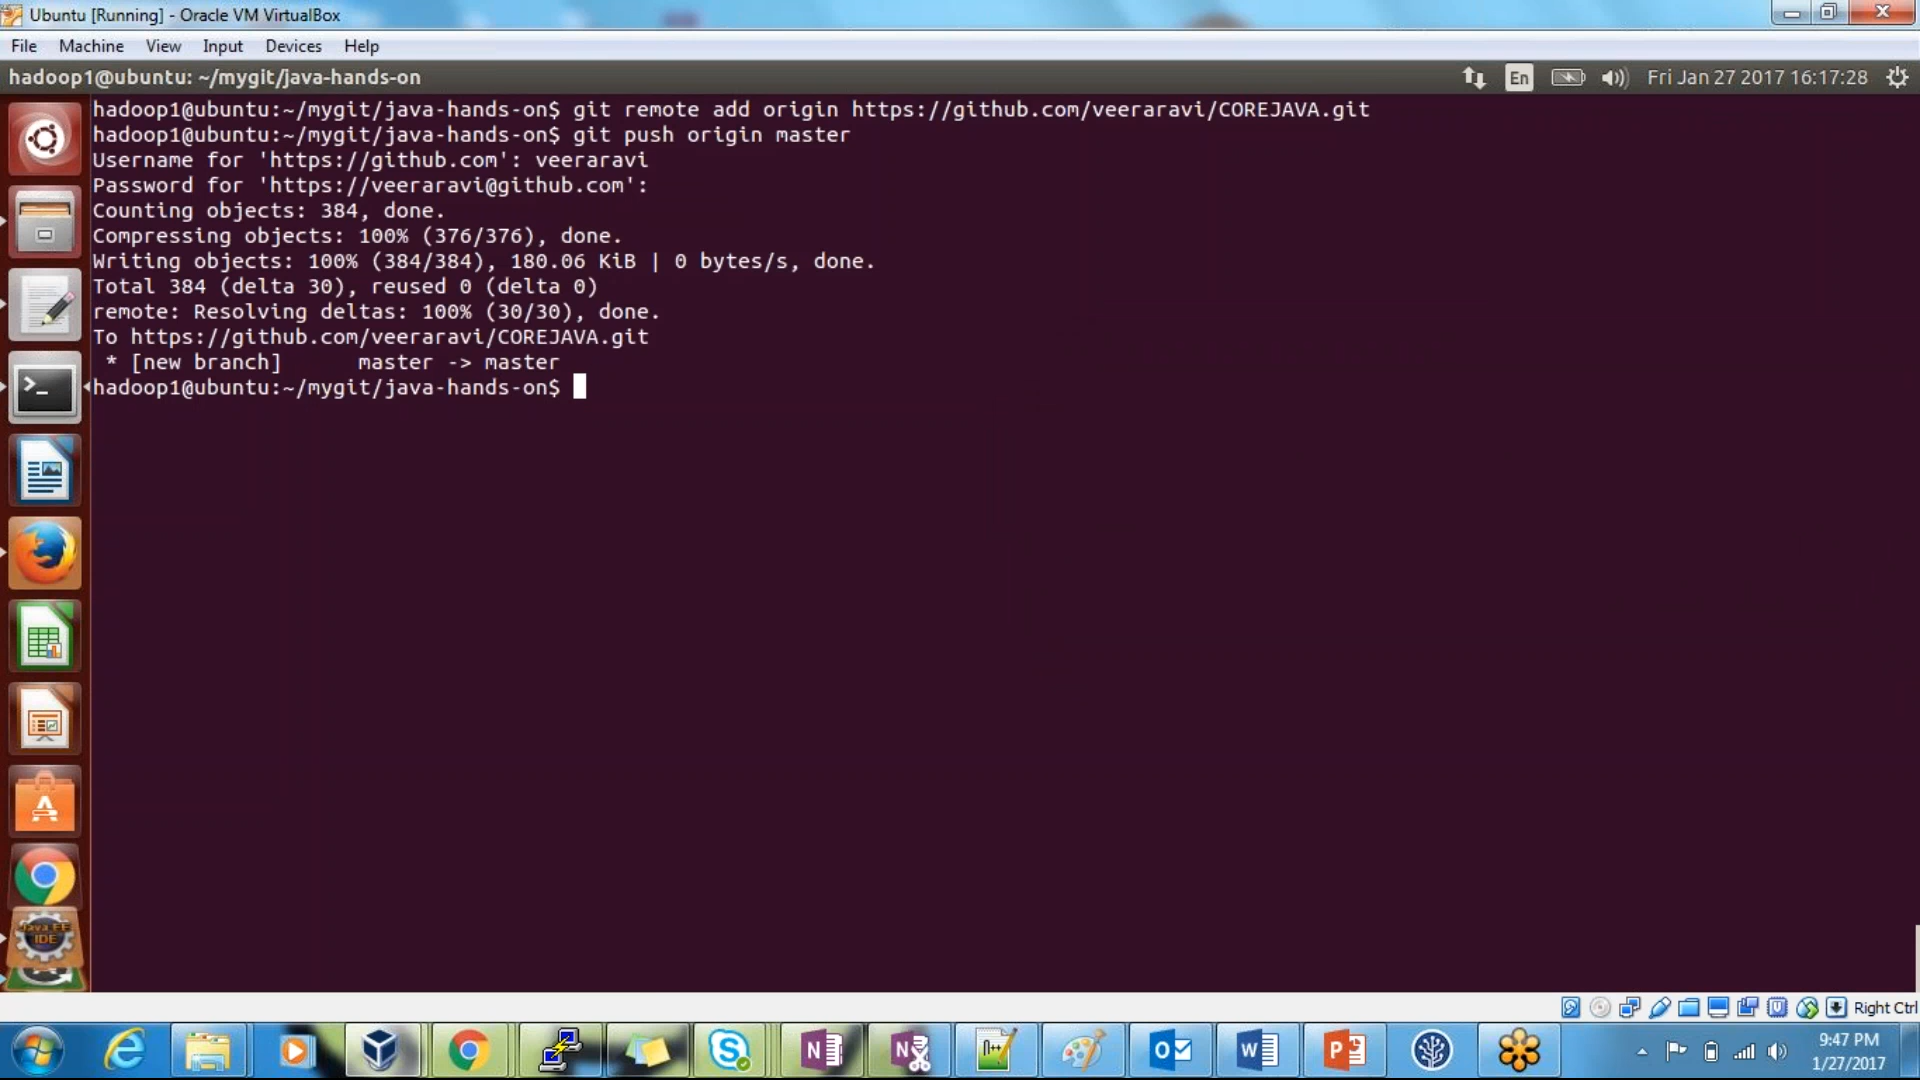 Ubuntu [Running] - Oracle VM VirtualBox
File Machine View Input Devices Help
hadoop1@ubuntu: ~/mygit/java-hands-on
En Fri Jan 27 2017 16:17:28
hadoop1@ubuntu:~/mygit/java-hands-on$ git remote add origin https://github.com/veeraravi/COREJAVA.git
hadoop1@ubuntu:~/mygit/java-hands-on$ git push origin master
Username for 'https://github.com': veeraravi
Password for 'https://veeraravi@github.com':
Counting objects: 384, done.
Compressing objects: 100% (376/376), done.
Writing objects: 100% (384/384), 180.06 KiB | 0 bytes/s, done.
Total 384 (delta 30), reused 0 (delta 0)
remote: Resolving deltas: 100% (30/30), done.
To https://github.com/veeraravi/COREJAVA.git
 * [new branch]      master -> master
hadoop1@ubuntu:~/mygit/java-hands-on$
Java EE
IDE
Right Ctrl
9:47 PM
1/27/2017